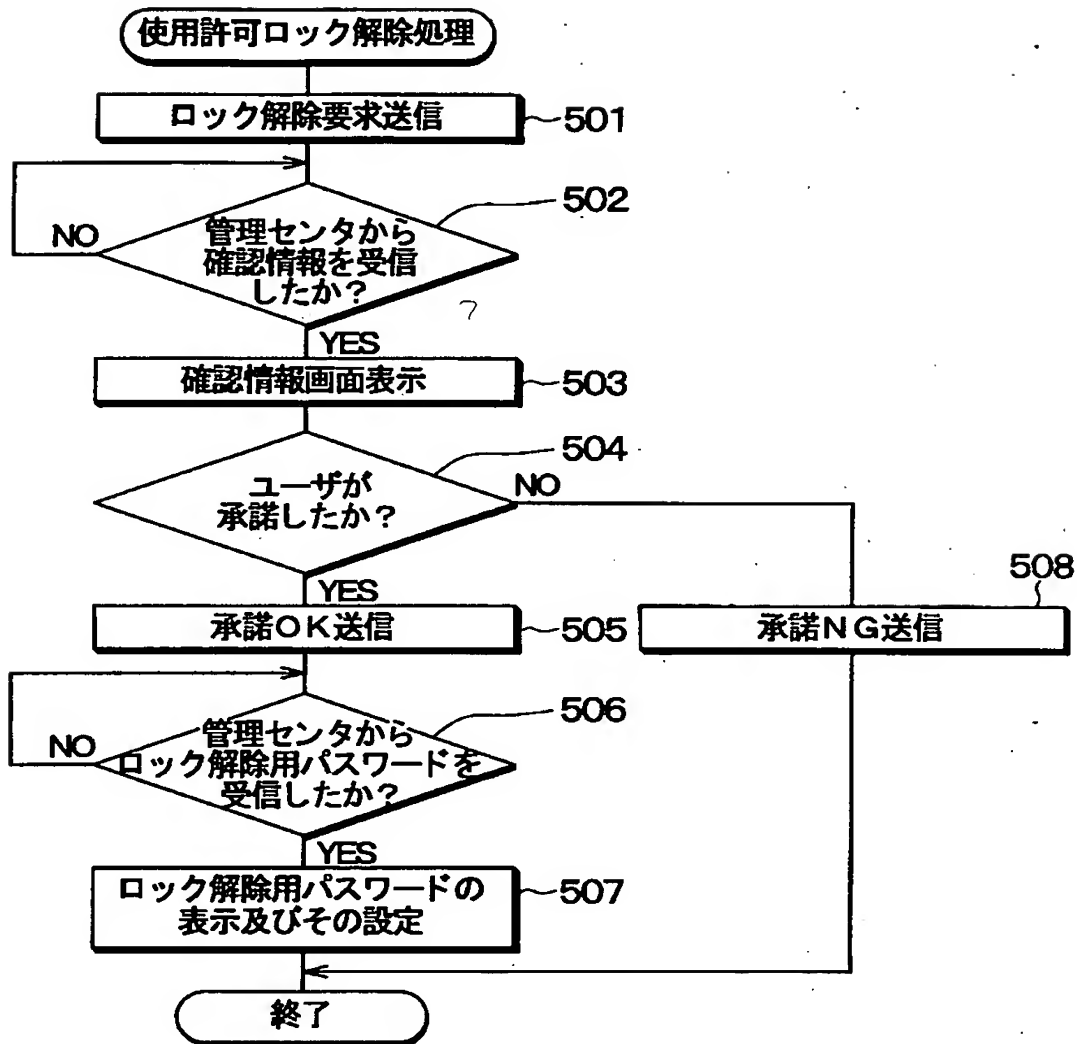 使用許可ロック解除処理
ロック解除要求送信
501
502
管理センタから
確認情報を受信
したか？
NO
YES
確認情報画面表示
503
504
ユーザが
承諾したか？
NO
YES
508
承諾OK送信
505
承諾NG送信
506
管理センタから
ロック解除用パスワードを
受信したか？
NO
YES
ロック解除用パスワードの
表示及びその設定
507
終了